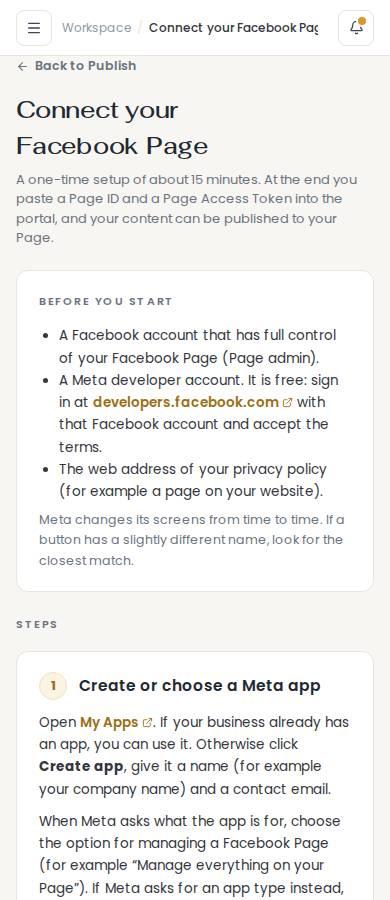 Workspace / Connect your Facebook Pag
Back to Publish
Connect your
Facebook Page
A one-time setup of about 15 minutes. At the end you
paste a Page ID and a Page Access Token into the
portal, and your content can be published to your
Page.
BEFORE YOU START
• A Facebook account that has full control
of your Facebook Page (Page admin).
• A Meta developer account. It is free: sign
in at developers.facebook.com with
that Facebook account and accept the
terms.
• The web address of your privacy policy
(for example a page on your website).
Meta changes its screens from time to time. If a
button has a slightly different name, look for the
closest match.
STEPS
1 Create or choose a Meta app
Open My Apps. If your business already has
an app, you can use it. Otherwise click
Create app, give it a name (for example
your company name) and a contact email.
When Meta asks what the app is for, choose
the option for managing a Facebook Page
(for example “Manage everything on your
Page”). If Meta asks for an app type instead,